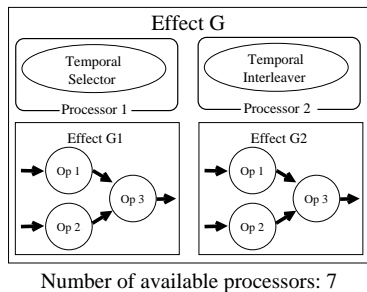 Effect G
Temporal
Selector
Temporal
Interleaver
Processor 1
Processor 2
Effect G1
Effect G2
Op 1
Op 2
Op 3
Op 1
Op 2
Op 3
Number of available processors: 7